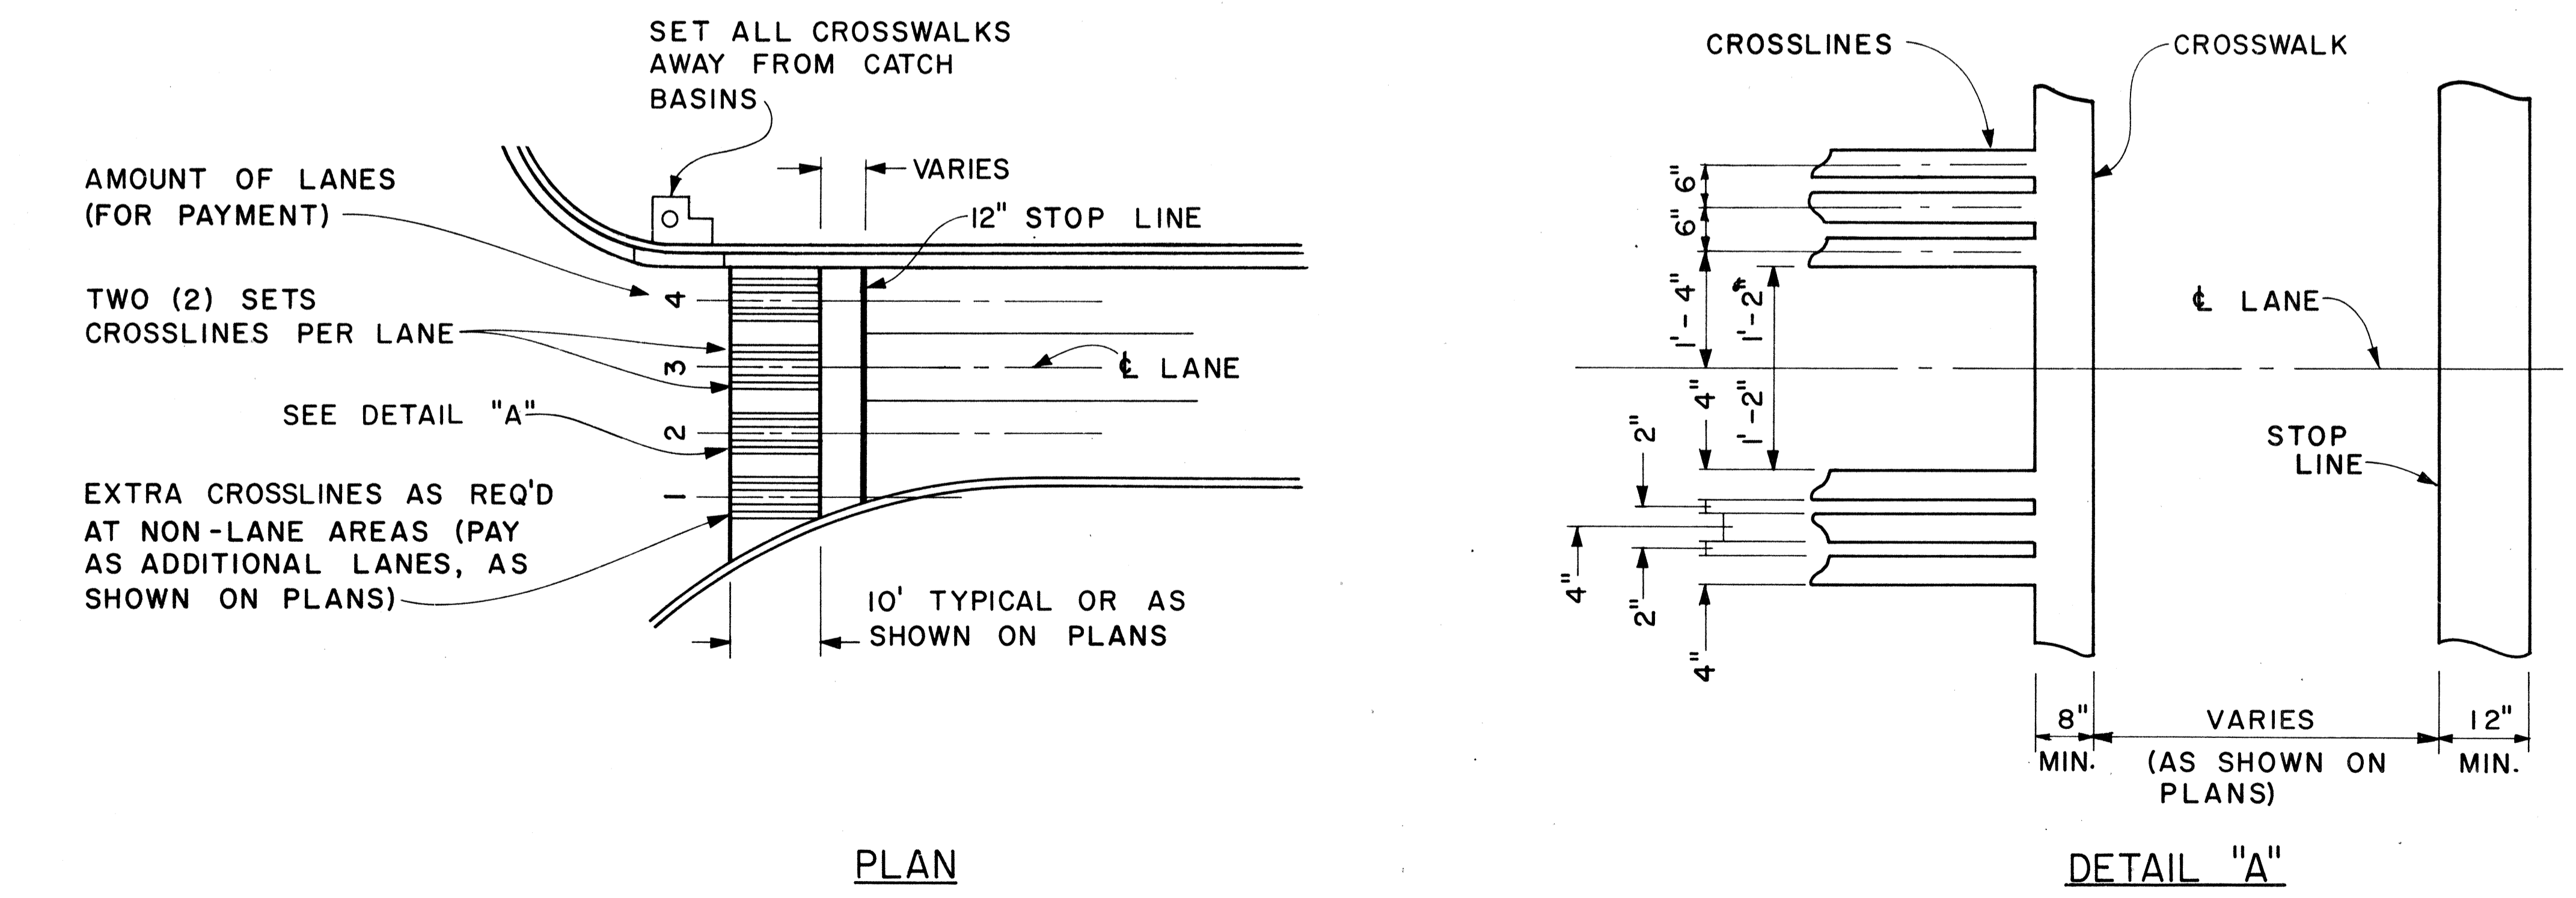 SET ALL CROSSWALKS
AWAY FROM CATCH
BASINS
AMOUNT OF LANES
(FOR PAYMENT)
VARIES
12" STOP LINE
TWO (2) SETS
CROSSLINES PER LANE
4
3
2
1
℄ LANE
SEE DETAIL "A"
EXTRA CROSSLINES AS REQ'D
AT NON-LANE AREAS (PAY
AS ADDITIONAL LANES, AS
SHOWN ON PLANS)
10' TYPICAL OR AS
SHOWN ON PLANS
PLAN
CROSSLINES
CROSSWALK
6"
6"
1'-4"
1'-2"
℄ LANE
4"
1'-2"
2"
STOP
LINE
4"
2"
4"
8"
MIN.
VARIES
(AS SHOWN ON
PLANS)
12"
MIN.
DETAIL "A"